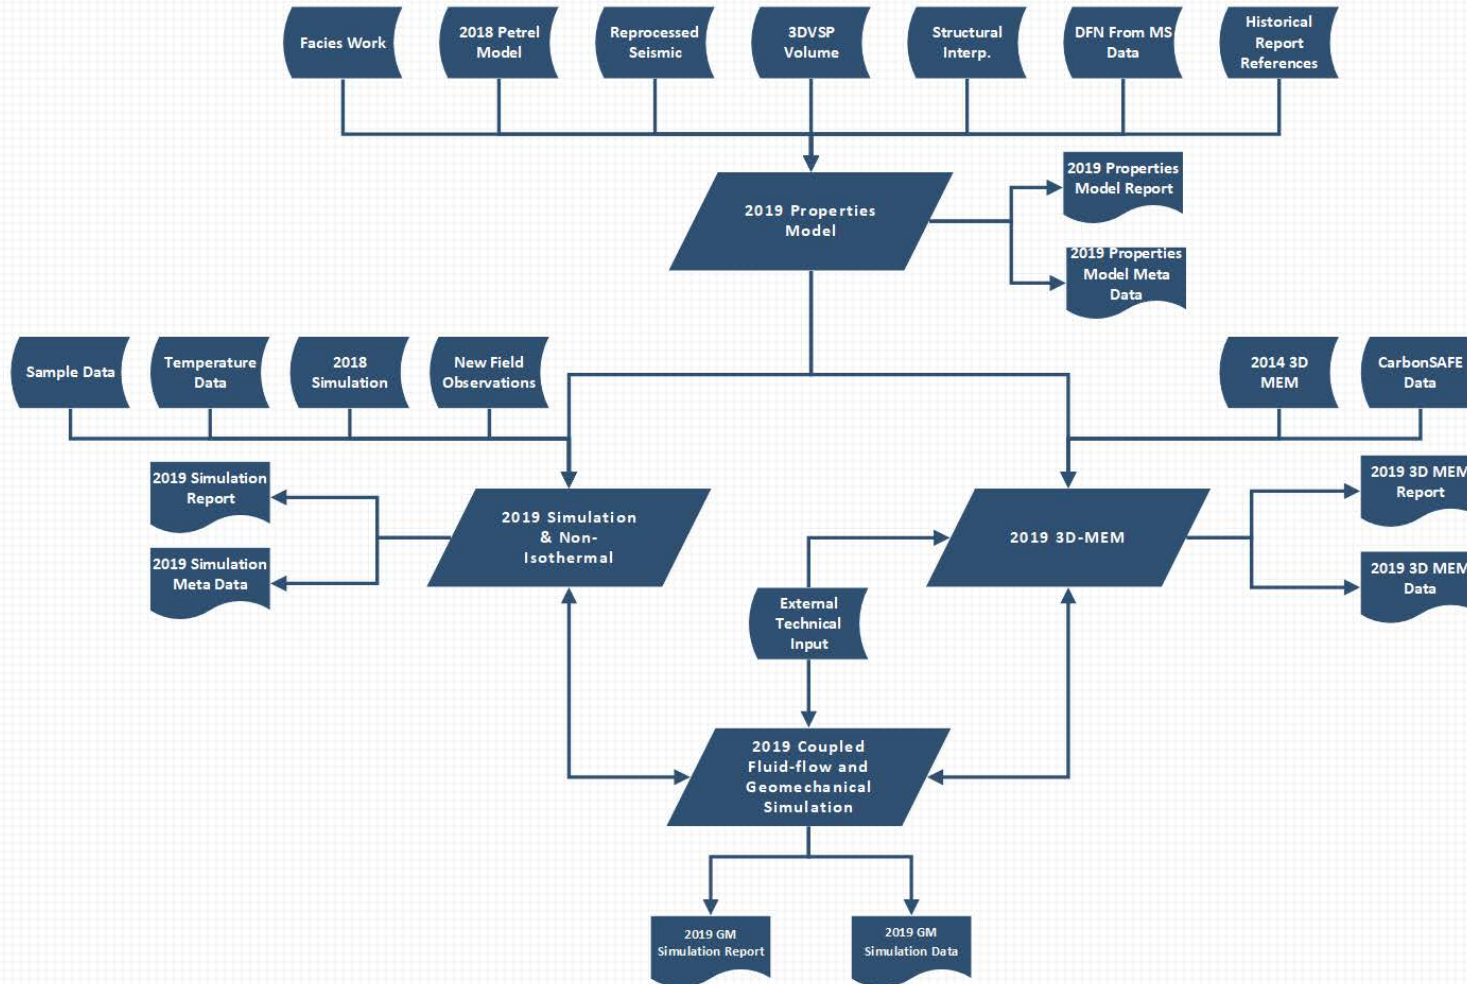 Facies Work
2018 Petrel
Model
Reprocessed
Seismic
3DVSP
Volume
Structural
Interp.
DFN From MS
Data
Historical
Report
References
2019 Properties
Model
2019 Properties
Model Report
2019 Properties
Model Meta
Data
Sample Data
Temperature
Data
2018
Simulation
New Field
Observations
2014 3D
MEM
CarbonSAFE
Data
2019 Simulation
Report
2019 Simulation
Meta Data
2019 Simulation
& Non-
Isothermal
2019 3D-MEM
2019 3D MEM
Report
2019 3D MEM
Data
External
Technical
Input
2019 Coupled
Fluid-flow and
Geomechanical
Simulation
2019 GM
Simulation Report
2019 GM
Simulation Data